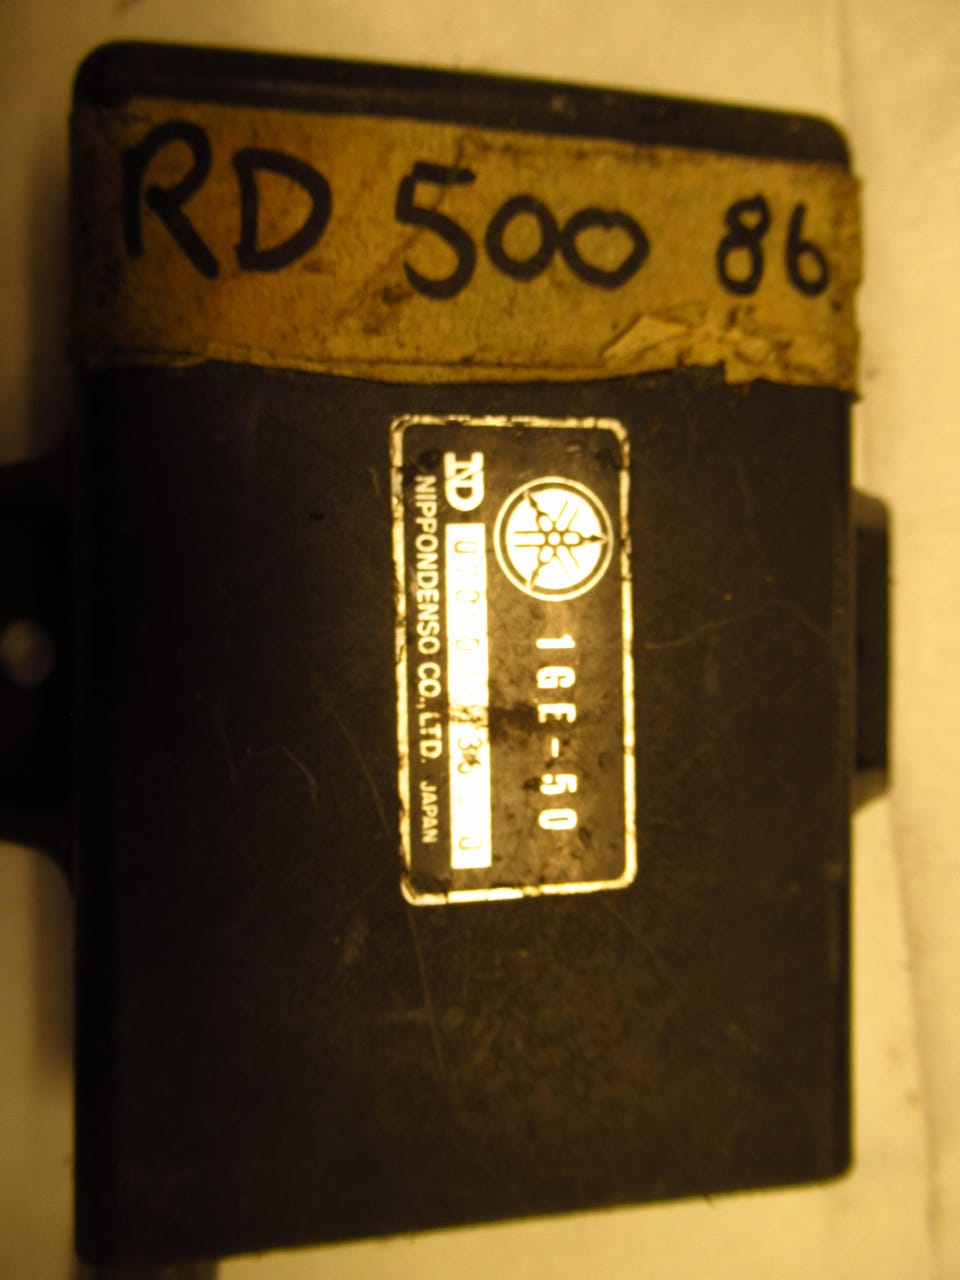 RD 500 86
1GE-50
ND
NIPPONDENSO CO., LTD. JAPAN